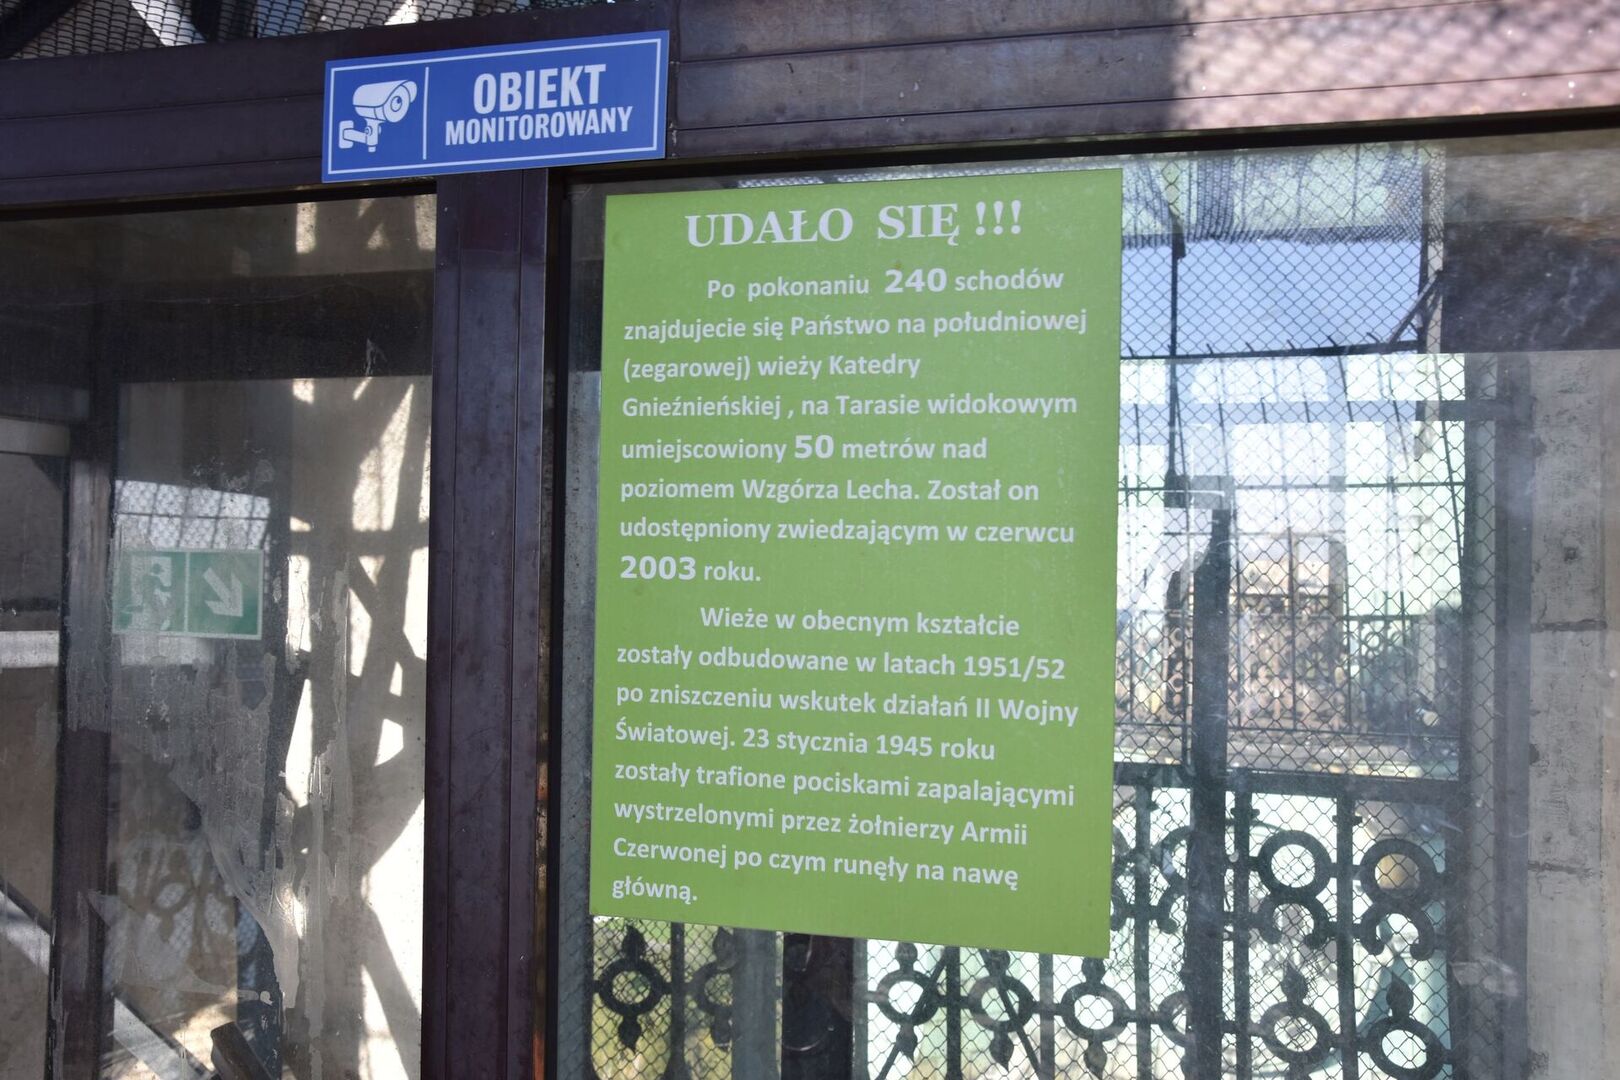 OBIEKT
MONITOROWANY
UDAŁO SIĘ !!!
Po pokonaniu 240 schodów
znajdujecie się Państwo na południowej
(zegarowej) wieży Katedry
Gnieźnieńskiej , na Tarasie widokowym
umiejscowiony 50 metrów nad
poziomem Wzgórza Lecha. Został on
udostępniony zwiedzającym w czerwcu
2003 roku.
Wieże w obecnym kształcie
zostały odbudowane w latach 1951/52
po zniszczeniu wskutek działań II Wojny
Światowej. 23 stycznia 1945 roku
zostały trafione pociskami zapalającymi
wystrzelonymi przez żołnierzy Armii
Czerwonej po czym runęły na nawę
główną.